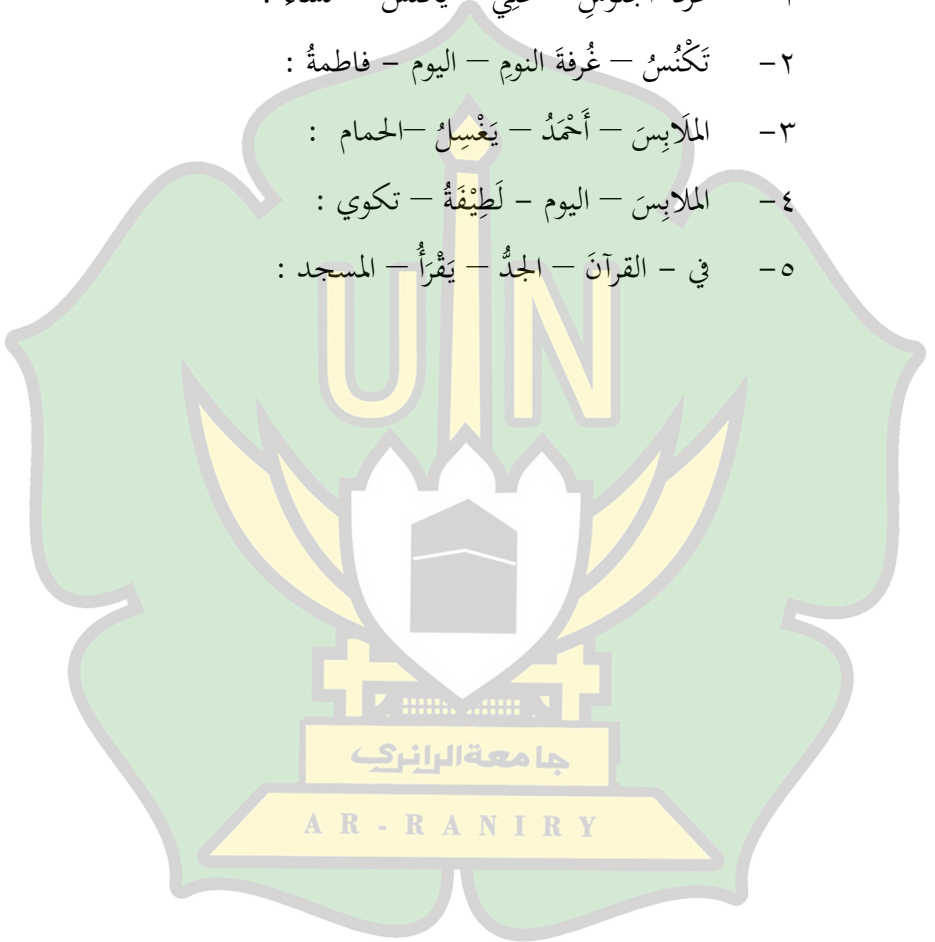 ٢- تَكْنُسُ — غُرفةَ النومِ — اليوم – فاطمةُ :
٣- الملَابِسَ — أَحْمَدُ — يَغْسِلُ —الحمام :
٤- الملابِسَ — اليوم – لَطِيْفَةُ — تكوي :
٥- في – القرآنَ — الجدُّ — يَقْرَأُ — المسجد :
UIN
جامعةالرانري
AR-RANIRY